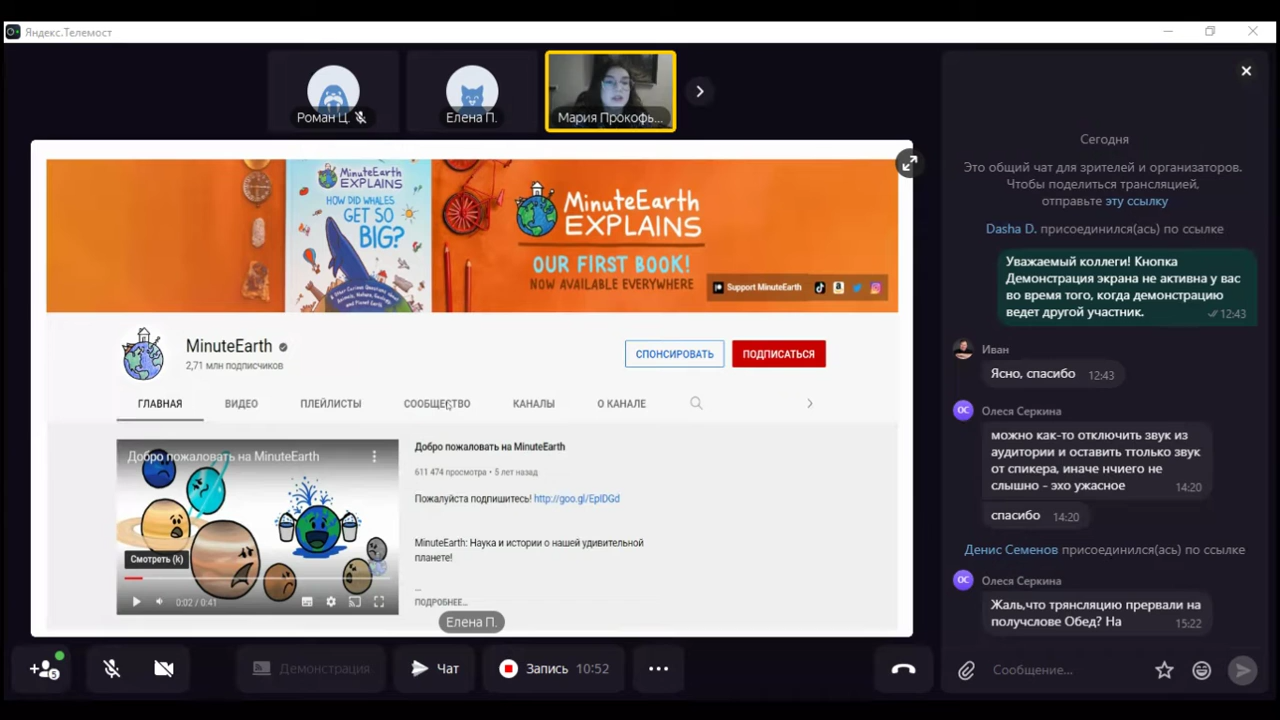 Яндекс.Телемост
Роман Ц.
Елена П.
Мария Прокофь...
MinuteEarth
EXPLAINS
HOW DID WHALES
GET SO
BIG?
MinuteEarth
EXPLAINS
OUR FIRST BOOK!
NOW AVAILABLE EVERYWHERE
Support MinuteEarth
MinuteEarth
2,71 млн подписчиков
СПОНСИРОВАТЬ
ПОДПИСАТЬСЯ
ГЛАВНАЯ
ВИДЕО
ПЛЕЙЛИСТЫ
СООБЩЕСТВО
КАНАЛЫ
О КАНАЛЕ
Добро пожаловать на MinuteEarth
Смотреть (k)
0:02 / 0:41
Добро пожаловать на MinuteEarth
611 474 просмотра • 5 лет назад
Пожалуйста подпишитесь! http://goo.gl/EpIDGd
MinuteEarth: Наука и истории о нашей удивительной
планете!
...
ПОДРОБНЕЕ...
Елена П.
5
Демонстрация
Чат
Запись 10:52
Сегодня
Это общий чат для зрителей и организаторов.
Чтобы поделиться трансляцией,
отправьте эту ссылку
Dasha D. присоединился(ась) по ссылке
Уважаемый коллеги! Кнопка
Демонстрация экрана не активна у вас
во время того, когда демонстрацию
ведет другой участник.
12:43
Иван
Ясно, спасибо 12:43
ОС
Олеся Серкина
можно как-то отключить звук из
аудитории и оставить ттолько звук
от спикера, иначе нчиего не
слышно - эхо ужасное 14:20
спасибо 14:20
Денис Семенов присоединился(ась) по ссылке
ОС
Олеся Серкина
Жаль,что трянсляцию прервали на
получслове Обед? На 15:22
Сообщение...